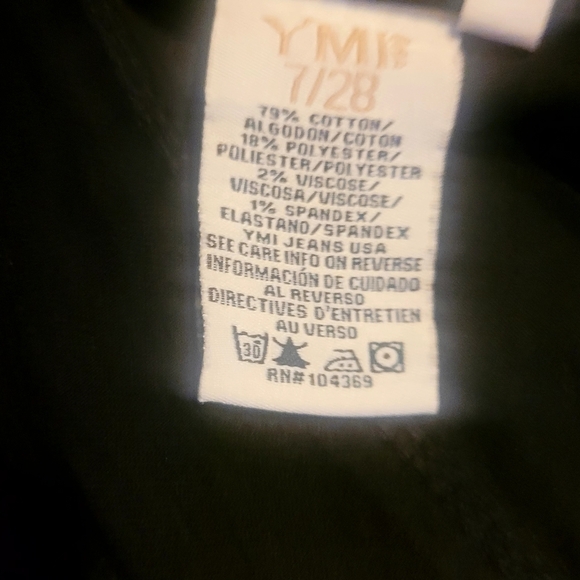 YMI
7/28
79% COTTON/
ALGODON/COTON
18% POLYESTER/
POLIESTER/POLYESTER
2% VISCOSE/
VISCOSA/VISCOSE/
1% SPANDEX/
ELASTANO/SPANDEX
YMI JEANS USA
SEE CARE INFO ON REVERSE
INFORMACIÓN DE CUIDADO
AL REVERSO
DIRECTIVES D'ENTRETIEN
AU VERSO
30
RN#104369